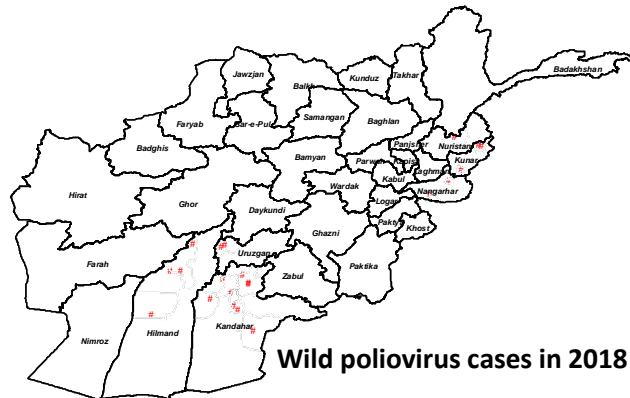 Badakhshan
Jawzjan
Balkh
Kunduz
Takhar
Faryab
Sar-e-Pul
Samangan
Baghlan
Badghis
Panjsher
Nuristan
Bamyan
Parwan
Kapisa
Kunar
Laghman
Hirat
Wardak
Kabul
Nangarhar
Ghor
Daykundi
Logar
Paktya
Khost
Ghazni
Uruzgan
Farah
Zabul
Paktika
Nimroz
Hilmand
Kandahar
Wild poliovirus cases in 2018